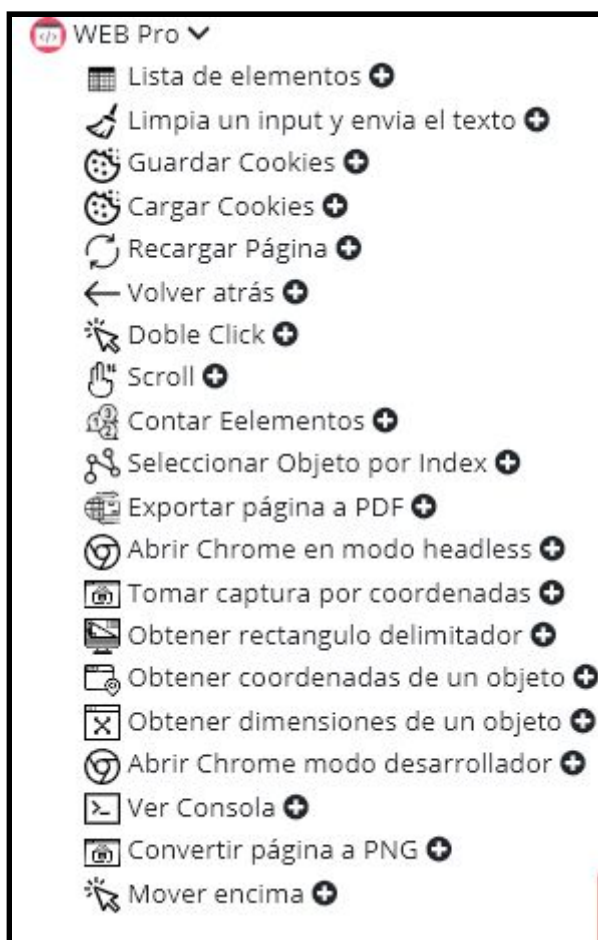 WEB Pro
Lista de elementos
Limpia un input y envia el texto
Guardar Cookies
Cargar Cookies
Recargar Página
Volver atrás
Doble Click
Scroll
Contar Eelementos
Seleccionar Objeto por Index
Exportar página a PDF
Abrir Chrome en modo headless
Tomar captura por coordenadas
Obtener rectangulo delimitador
Obtener coordenadas de un objeto
Obtener dimensiones de un objeto
Abrir Chrome modo desarrollador
Ver Consola
Convertir página a PNG
Mover encima